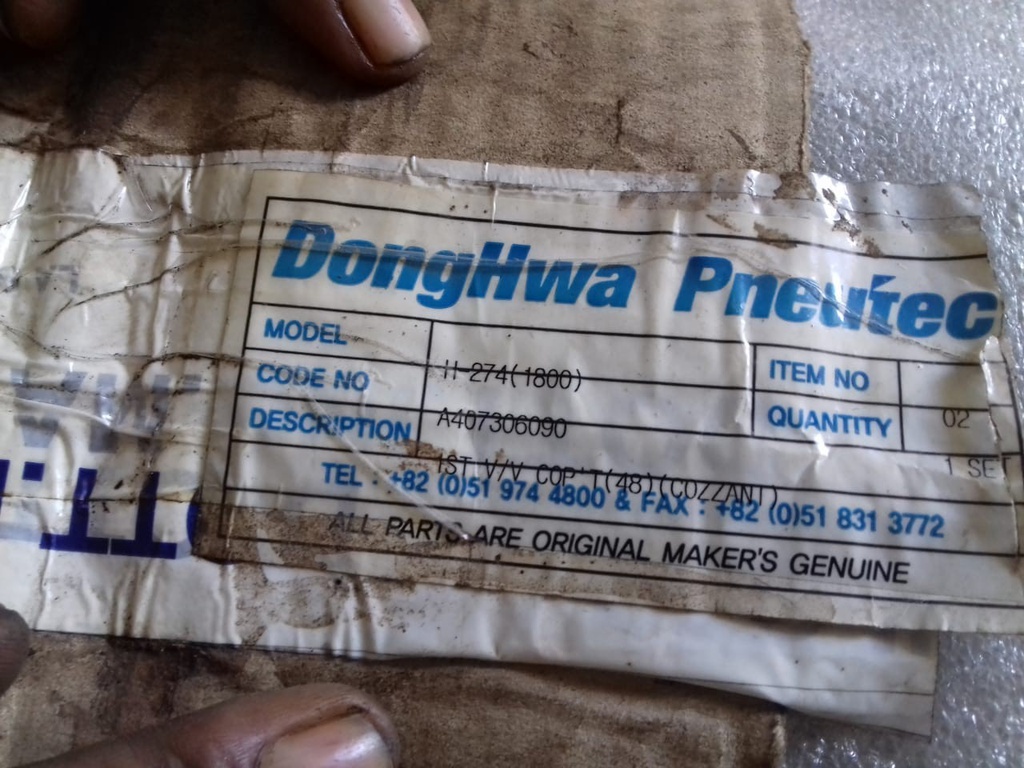 DongHwa Pneutec
MODEL
H-274(1800)
ITEM NO
02
CODE NO
A407306090
QUANTITY
1 SET
DESCRIPTION
1ST V/V COP'T(48)(COZZANI)
TEL : +82 (0)51 974 4800 & FAX : +82 (0)51 831 3772
ALL PARTS ARE ORIGINAL MAKER'S GENUINE